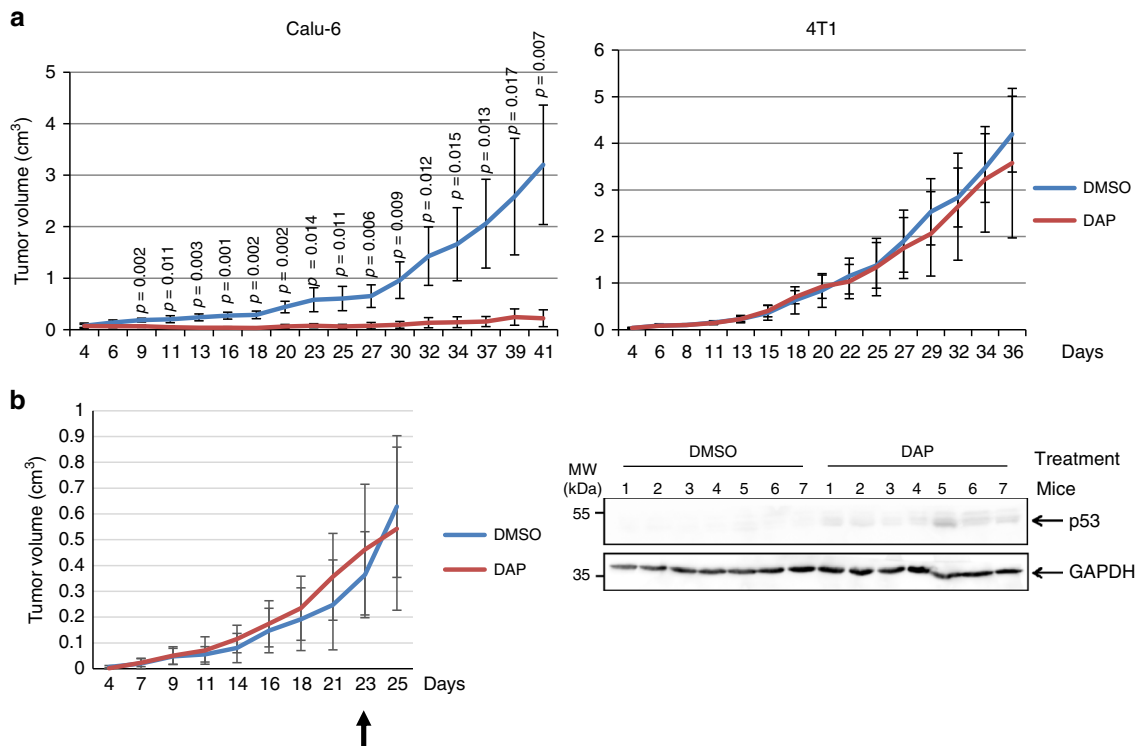 a
Calu-6
4T1
Tumor volume (cm³)
5
4
3
2
1
0
p = 0.002
p = 0.011
p = 0.003
p = 0.001
p = 0.002
p = 0.002
p = 0.014
p = 0.011
p = 0.006
p = 0.009
p = 0.012
p = 0.015
p = 0.013
p = 0.017
p = 0.007
4 6 9 11 13 16 18 20 23 25 27 30 32 34 37 39 41
6
5
4
3
2
1
0
4 6 8 11 13 15 18 20 22 25 27 29 32 34 36 Days
DMSO
DAP
b
Tumor volume (cm³)
1
0.9
0.8
0.7
0.6
0.5
0.4
0.3
0.2
0.1
0
4 7 9 11 14 16 18 21 23 25 Days
DMSO
DAP
DMSO DAP Treatment
MW
(kDa)
1 2 3 4 5 6 7 1 2 3 4 5 6 7 Mice
55
p53
35
GAPDH